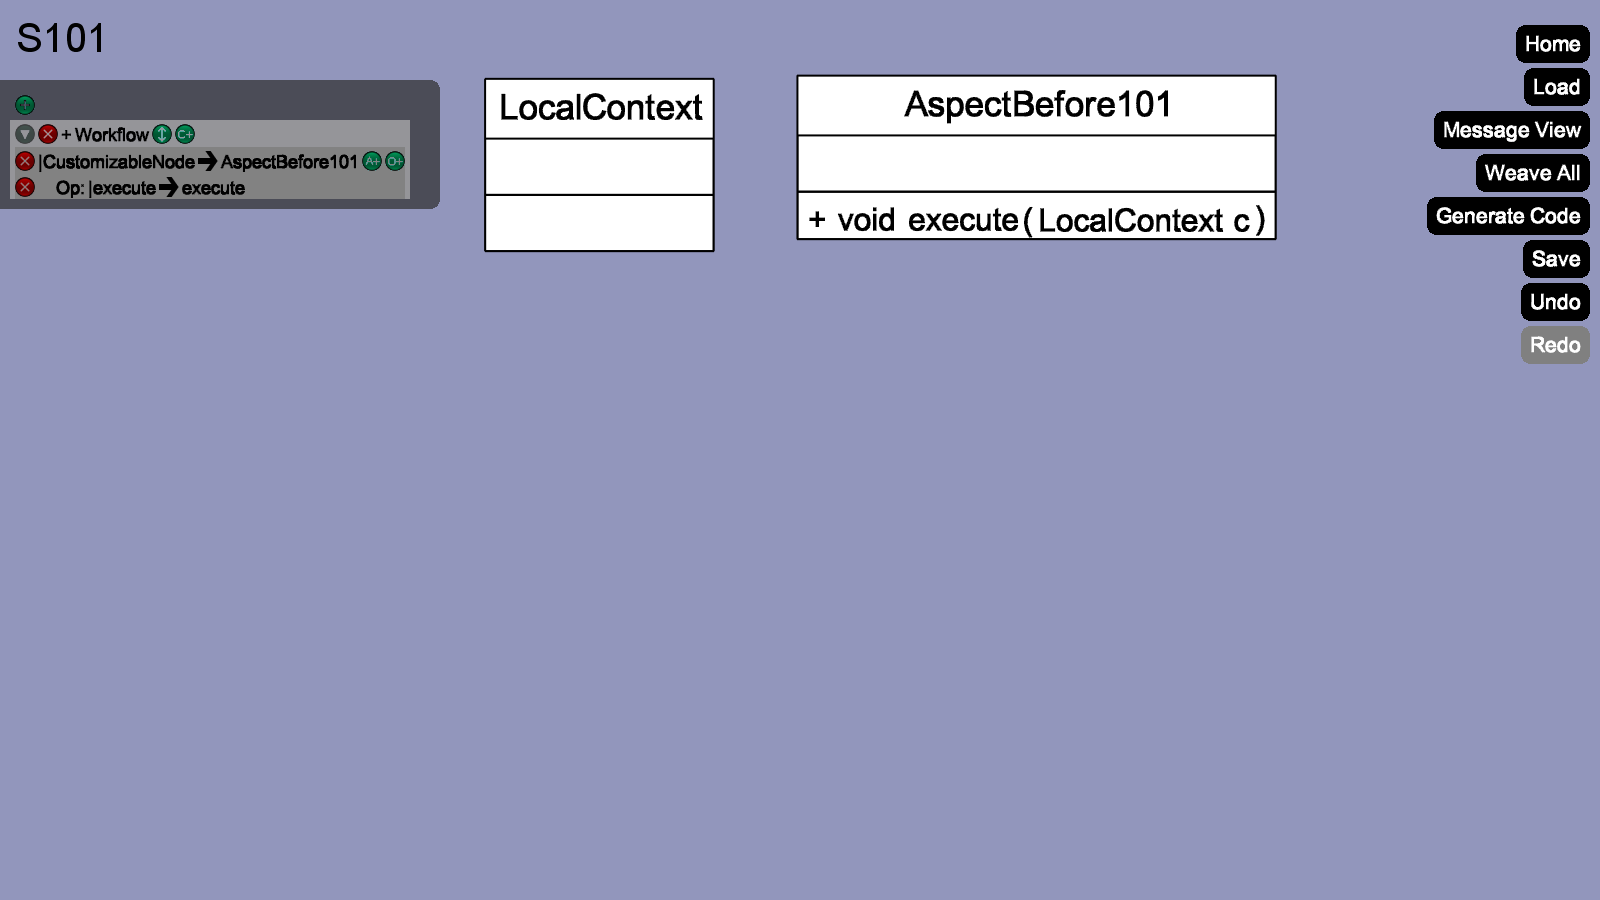 S101
+ Workflow C+
|CustomizableNode➔AspectBefore101 A+ O+
Op: |execute➔execute
LocalContext
AspectBefore101
+ void execute(LocalContext c)
Home
Load
Message View
Weave All
Generate Code
Save
Undo
Redo